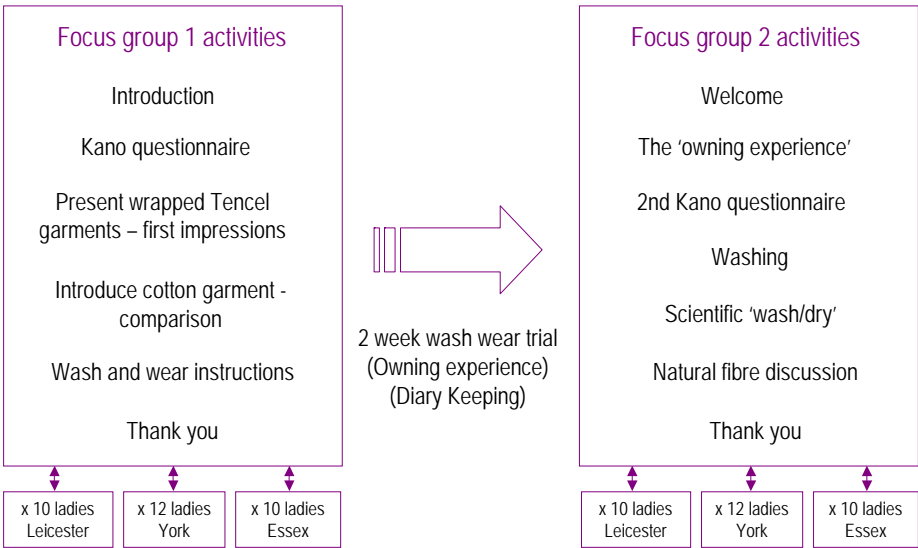 Focus group 1 activities
Introduction
Kano questionnaire
Present wrapped Tencel
garments – first impressions
Introduce cotton garment -
comparison
Wash and wear instructions
Thank you
x 10 ladies
Leicester
x 12 ladies
York
x 10 ladies
Essex
2 week wash wear trial
(Owning experience)
(Diary Keeping)
Focus group 2 activities
Welcome
The ‘owning experience’
2nd Kano questionnaire
Washing
Scientific ‘wash/dry’
Natural fibre discussion
Thank you
x 10 ladies
Leicester
x 12 ladies
York
x 10 ladies
Essex